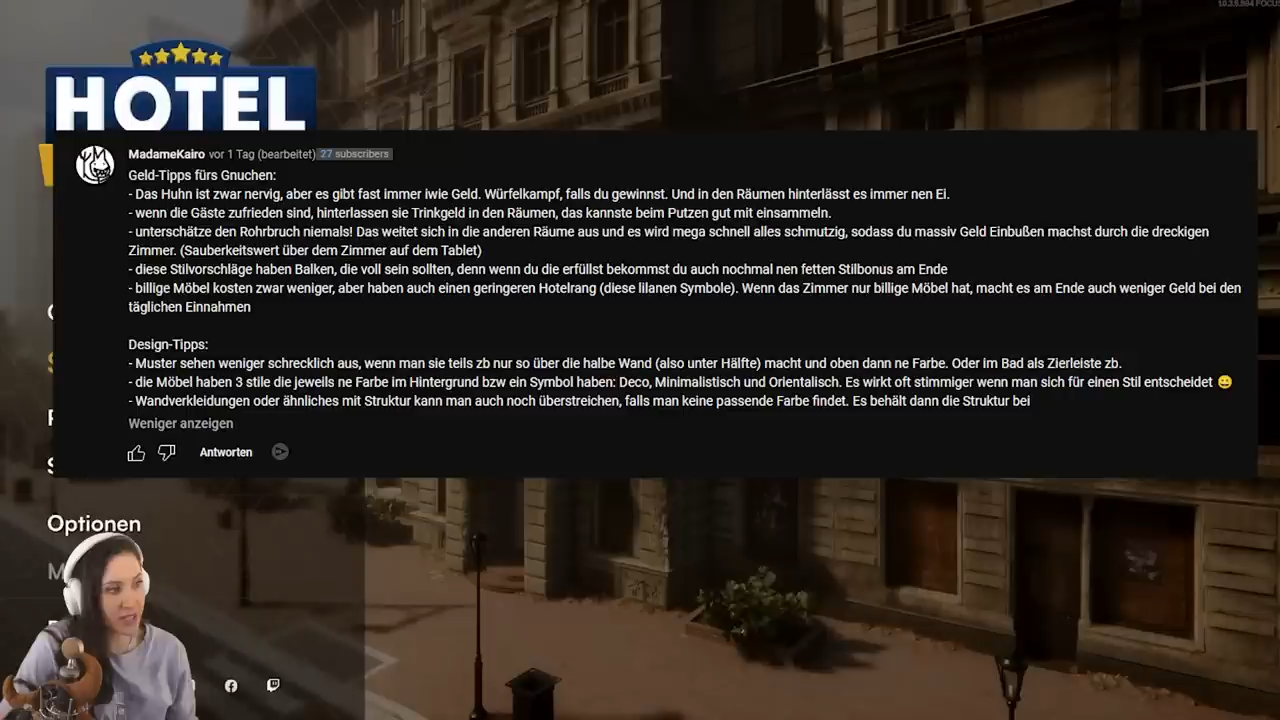 1.0.3.5.594 FOCUS
HOTEL
MadameKairo vor 1 Tag (bearbeitet) 27 subscribers
Geld-Tipps fürs Gnuchen:
- Das Huhn ist zwar nervig, aber es gibt fast immer iwie Geld. Würfelkampf, falls du gewinnst. Und in den Räumen hinterlässt es immer nen Ei.
- wenn die Gäste zufrieden sind, hinterlassen sie Trinkgeld in den Räumen, das kannste beim Putzen gut mit einsammeln.
- unterschätze den Rohrbruch niemals! Das weitet sich in die anderen Räume aus und es wird mega schnell alles schmutzig, sodass du massiv Geld Einbußen machst durch die dreckigen
Zimmer. (Sauberkeitswert über dem Zimmer auf dem Tablet)
- diese Stilvorschläge haben Balken, die voll sein sollten, denn wenn du die erfüllst bekommst du auch nochmal nen fetten Stilbonus am Ende
- billige Möbel kosten zwar weniger, aber haben auch einen geringeren Hotelrang (diese lilanen Symbole). Wenn das Zimmer nur billige Möbel hat, macht es am Ende auch weniger Geld bei den
täglichen Einnahmen
Design-Tipps:
- Muster sehen weniger schrecklich aus, wenn man sie teils zb nur so über die halbe Wand (also unter Hälfte) macht und oben dann ne Farbe. Oder im Bad als Zierleiste zb.
- die Möbel haben 3 stile die jeweils ne Farbe im Hintergrund bzw ein Symbol haben: Deco, Minimalistisch und Orientalisch. Es wirkt oft stimmiger wenn man sich für einen Stil entscheidet 😀
- Wandverkleidungen oder ähnliches mit Struktur kann man auch noch überstreichen, falls man keine passende Farbe findet. Es behält dann die Struktur bei
Weniger anzeigen
Antworten
Optionen